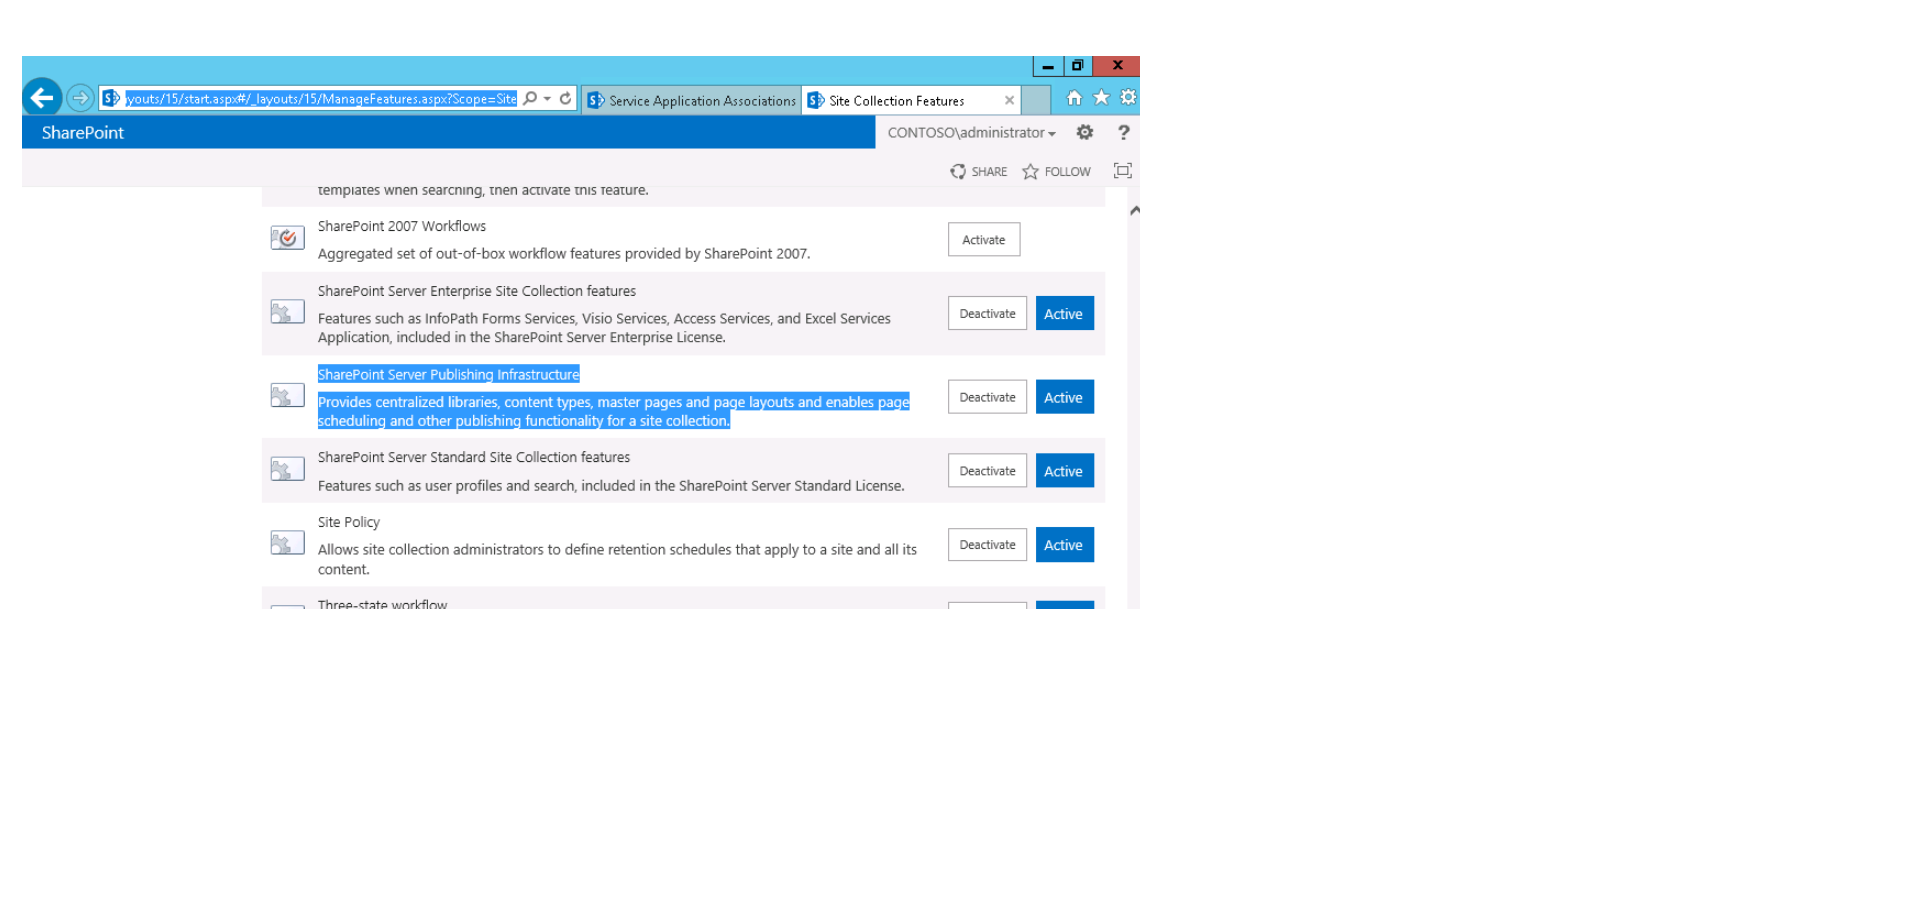 youts/15/start.aspx#/_layouts/15/ManageFeatures.aspx?Scope=Site
Service Application Associations
Site Collection Features
SharePoint
CONTOSO\administrator
SHARE
FOLLOW
templates when searching, then activate this feature.
SharePoint 2007 Workflows
Aggregated set of out-of-box workflow features provided by SharePoint 2007.
Activate
SharePoint Server Enterprise Site Collection features
Features such as InfoPath Forms Services, Visio Services, Access Services, and Excel Services
Application, included in the SharePoint Server Enterprise License.
Deactivate
Active
SharePoint Server Publishing Infrastructure
Provides centralized libraries, content types, master pages and page layouts and enables page
scheduling and other publishing functionality for a site collection.
Deactivate
Active
SharePoint Server Standard Site Collection features
Features such as user profiles and search, included in the SharePoint Server Standard License.
Deactivate
Active
Site Policy
Allows site collection administrators to define retention schedules that apply to a site and all its
content.
Deactivate
Active
Three-state workflow